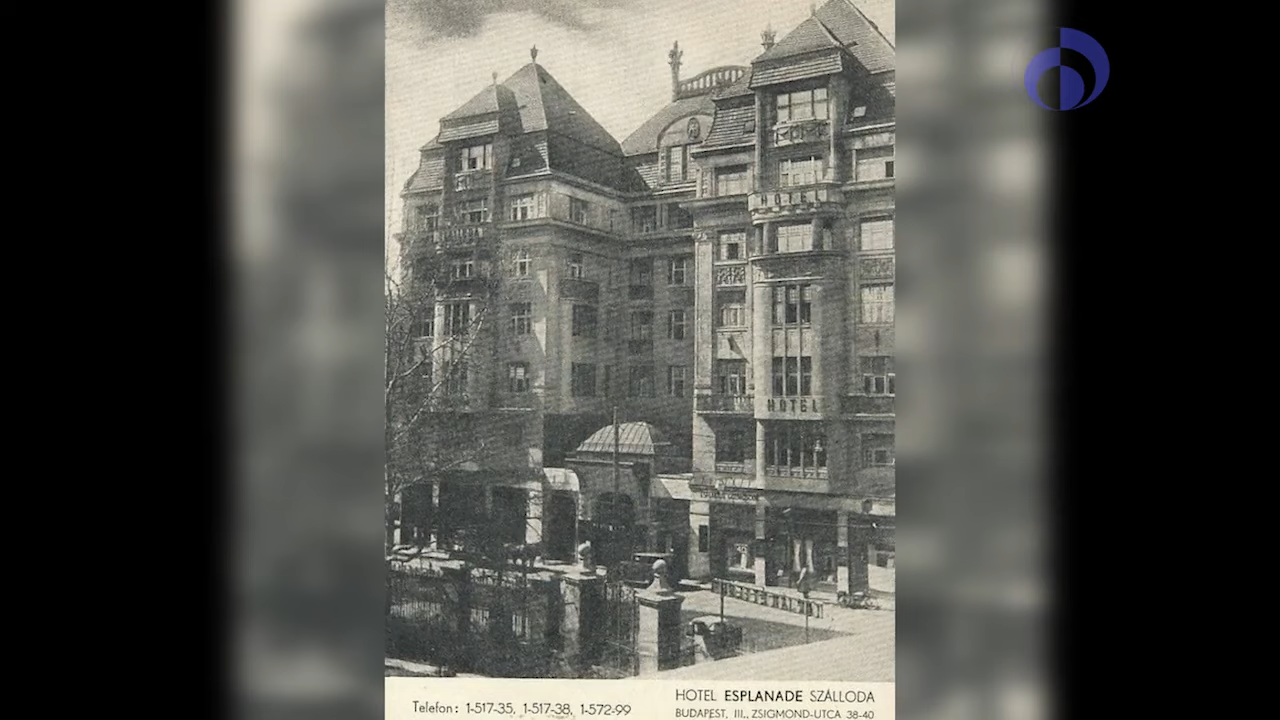 HOTEL
HOTEL
Telefon: 1-517-35, 1-517-38, 1-572-99
HOTEL ESPLANADE SZÁLLODA
BUDAPEST, III., ZSIGMOND-UTCA 38-40